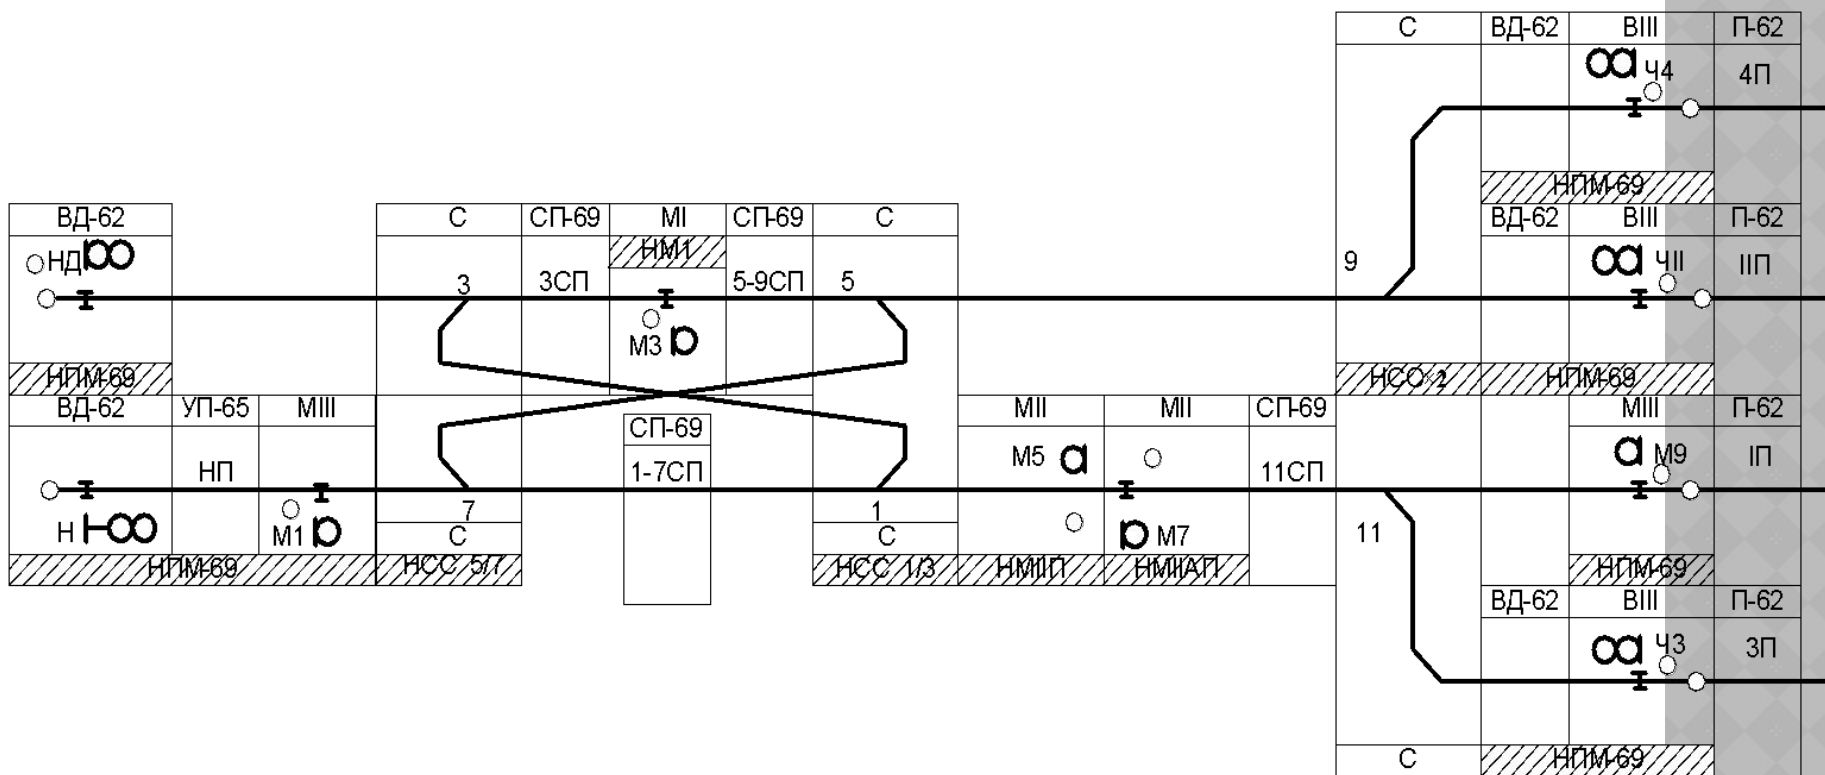 С ВД-62 ВIII П-62
Ч4 4П
НПМ-69
ВД-62 С СП-69 МI СП-69 С ВД-62 ВIII П-62
НД НМ1 9 ЧII IIП
3 3СП 5-9СП 5
М3
НПМ-69 НСО×2 НПМ-69
ВД-62 УП-65 МIII МII МII СП-69 МIII П-62
СП-69
НП 1-7СП М5 11СП М9 IП
7 1
Н М1 С С М7 11
НПМ-69 НСС 5/7 НСС 1/3 НМIIП НМIIАП НПМ-69
ВД-62 ВIII П-62
Ч3 3П
С НПМ-69